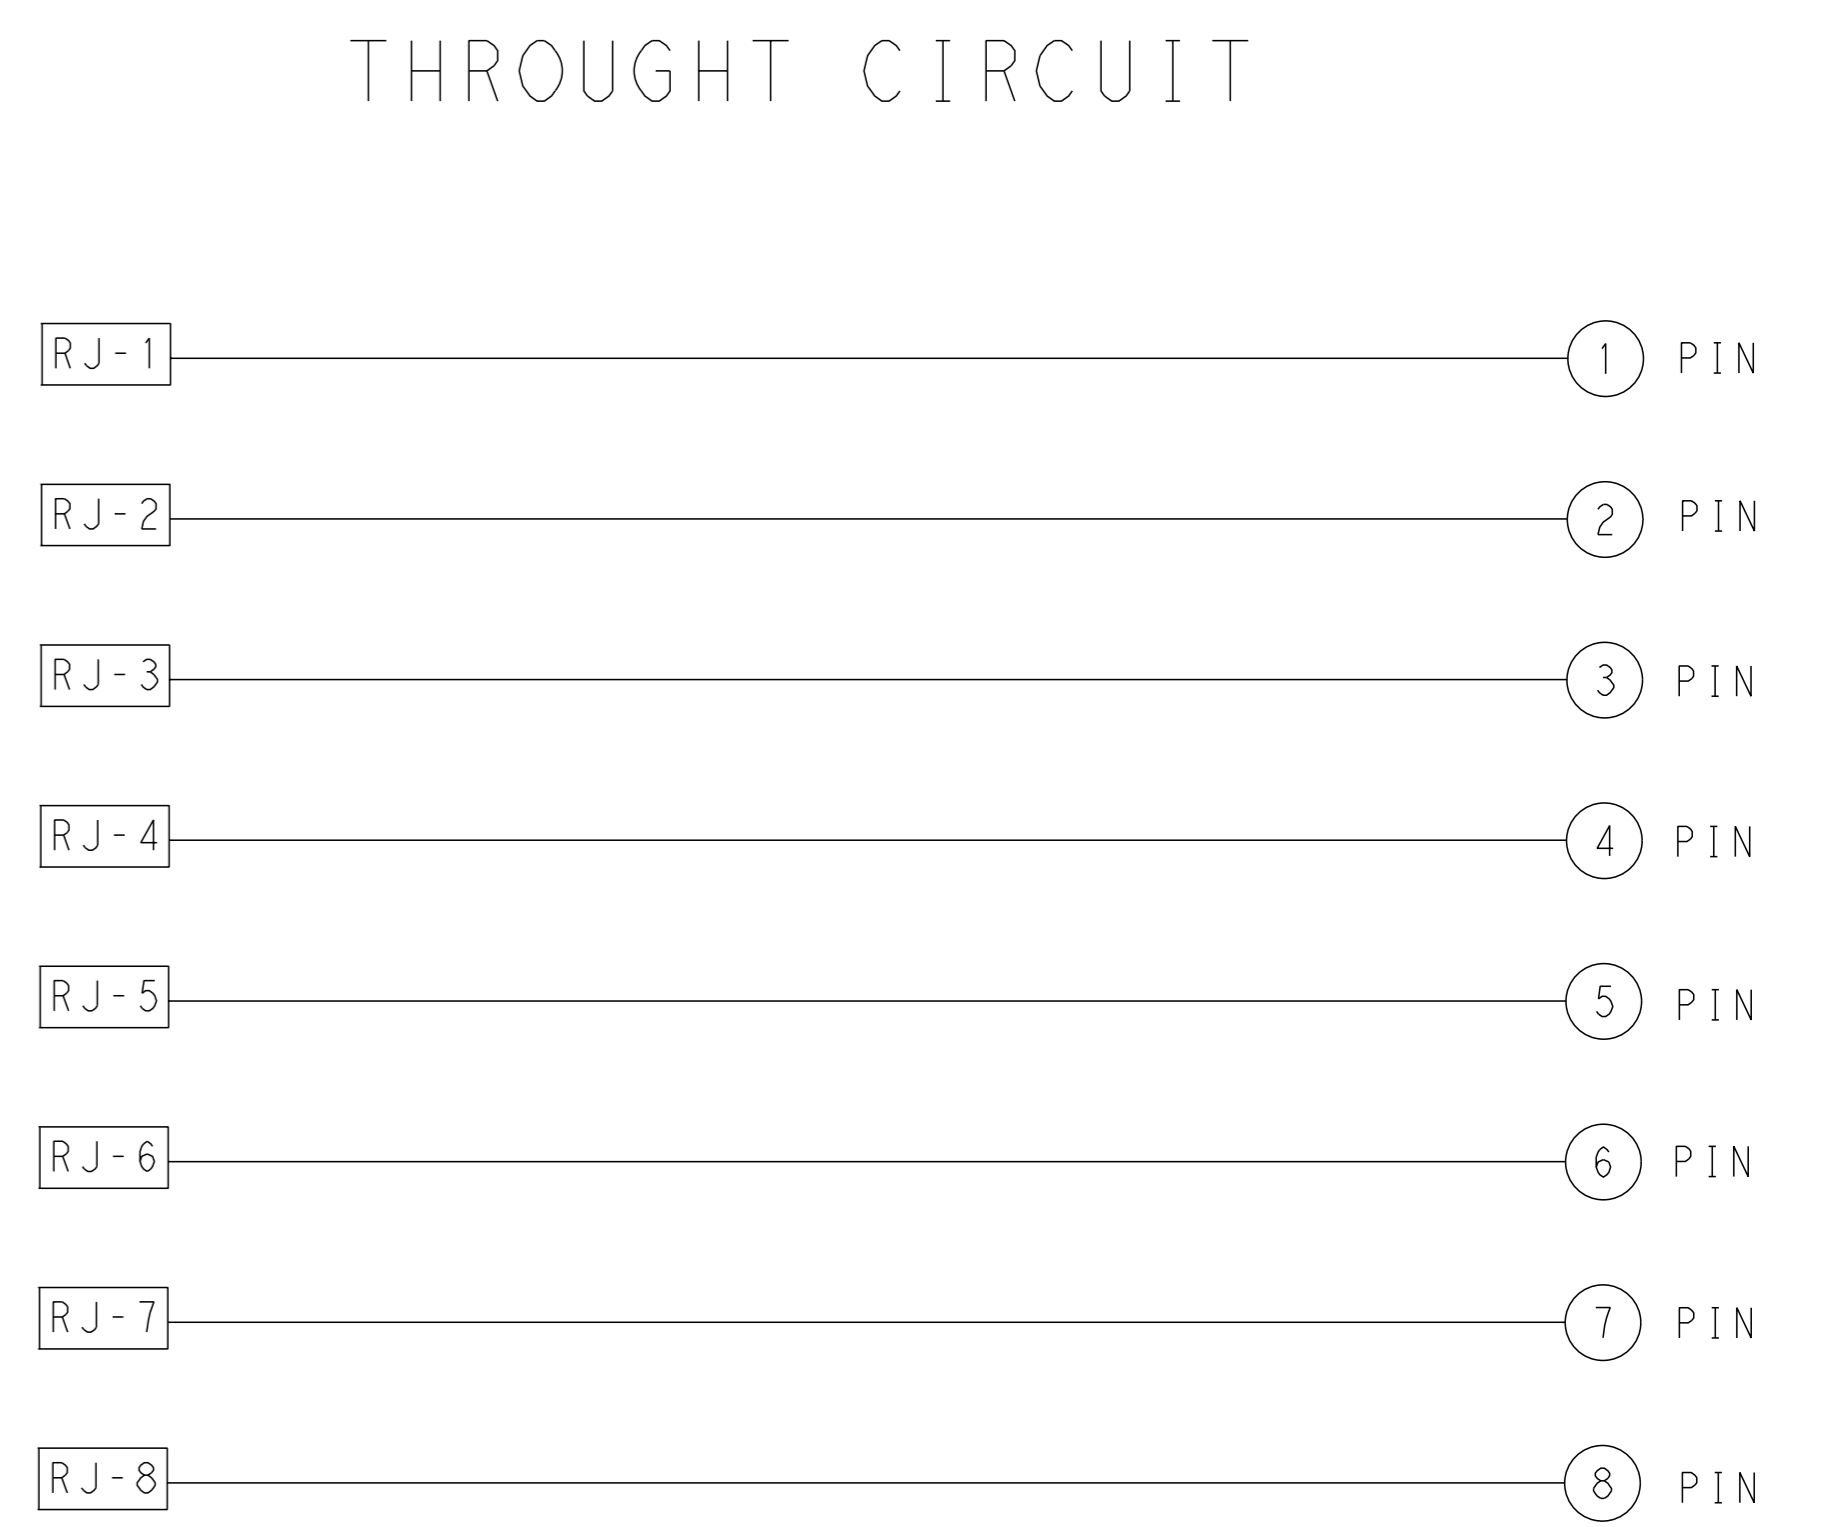 THROUGHT CIRCUIT
RJ-1 1 PIN
RJ-2 2 PIN
RJ-3 3 PIN
RJ-4 4 PIN
RJ-5 5 PIN
RJ-6 6 PIN
RJ-7 7 PIN
RJ-8 8 PIN